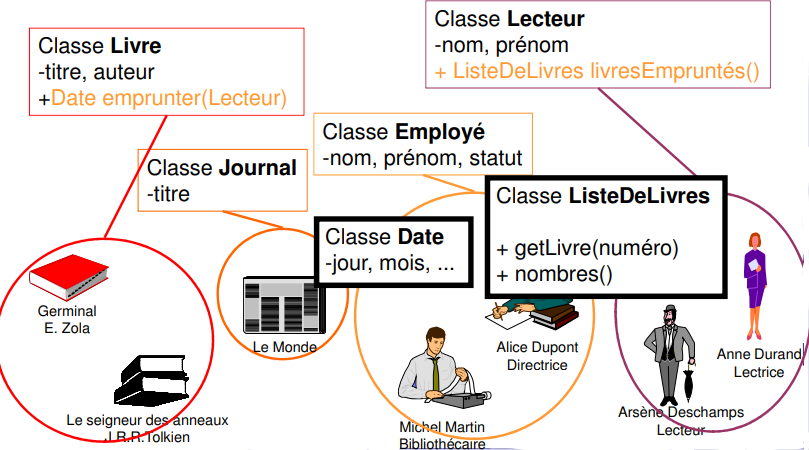 Classe Livre
-titre, auteur
+Date emprunter(Lecteur)
Classe Lecteur
-nom, prénom
+ ListeDeLivres livresEmpruntés()
Classe Employé
-nom, prénom, statut
Classe Journal
-titre
Classe ListeDeLivres
+ getLivre(numéro)
+ nombres()
Classe Date
-jour, mois, ...
Germinal
E. Zola
Le seigneur des anneaux
J.R.R.Tolkien
Le Monde
Michel Martin
Bibliothécaire
Alice Dupont
Directrice
Arsène Deschamps
Lecteur
Anne Durand
Lectrice